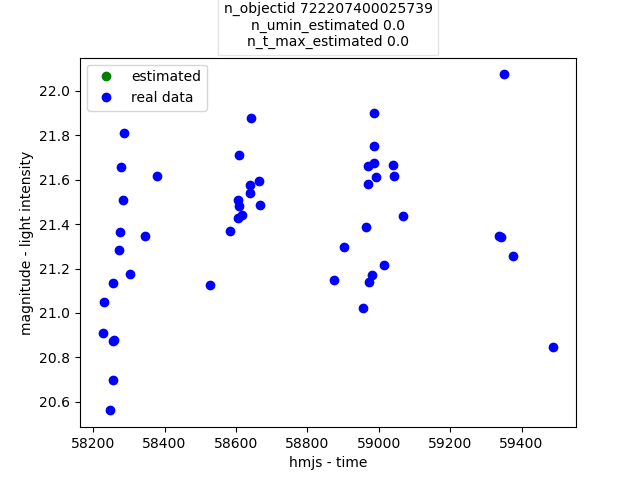 n_objectid 722207400025739
n_umin_estimated 0.0
n_t_max_estimated 0.0
estimated
real data
22.0
21.8
21.6
21.4
21.2
21.0
20.8
20.6
magnitude - light intensity
58200 58400 58600 58800 59000 59200 59400
hmjs - time